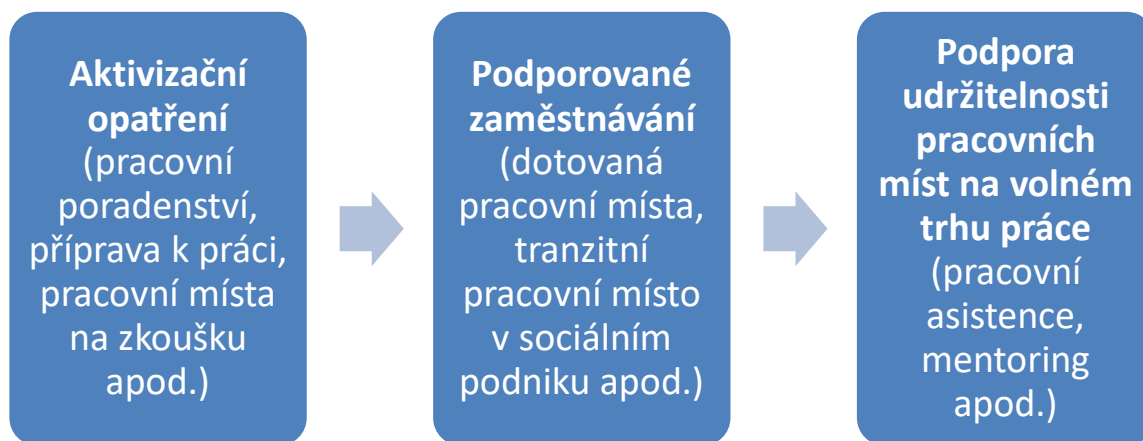 Aktivizační
opatření
(pracovní
poradenství,
příprava k práci,
pracovní místa
na zkoušku
apod.)
Podporované
zaměstnávání
(dotovaná
pracovní místa,
tranzitní
pracovní místo
v sociálním
podniku apod.)
Podpora
udržitelnosti
pracovních
míst na volném
trhu práce
(pracovní
asistence,
mentoring
apod.)